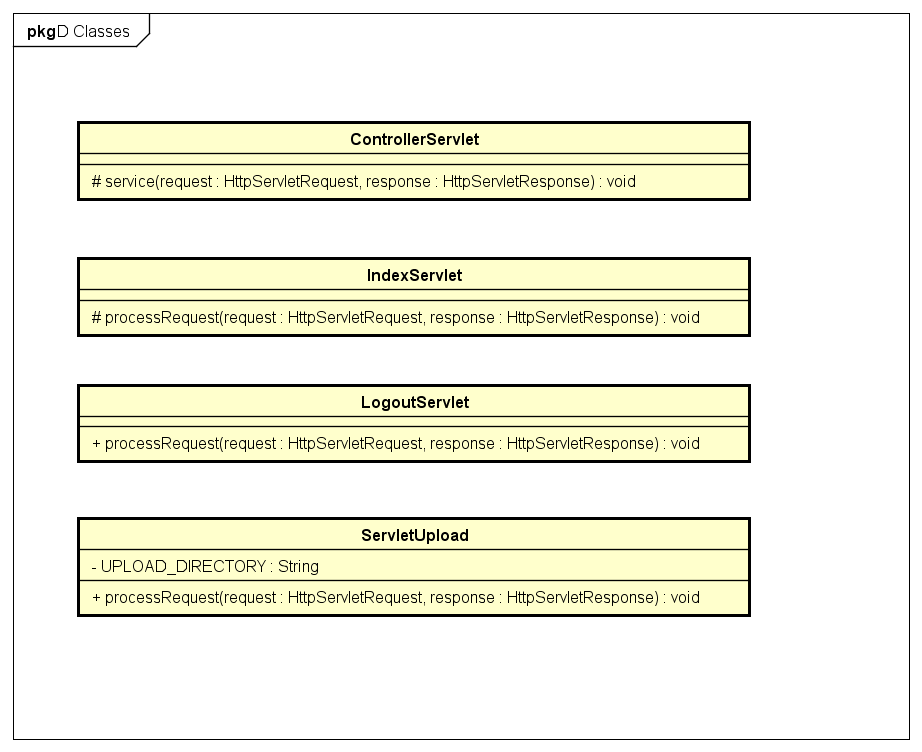 pkgD Classes
ControllerServlet
# service(request : HttpServletRequest, response : HttpServletResponse) : void
IndexServlet
# processRequest(request : HttpServletRequest, response : HttpServletResponse) : void
LogoutServlet
+ processRequest(request : HttpServletRequest, response : HttpServletResponse) : void
ServletUpload
- UPLOAD_DIRECTORY : String
+ processRequest(request : HttpServletRequest, response : HttpServletResponse) : void